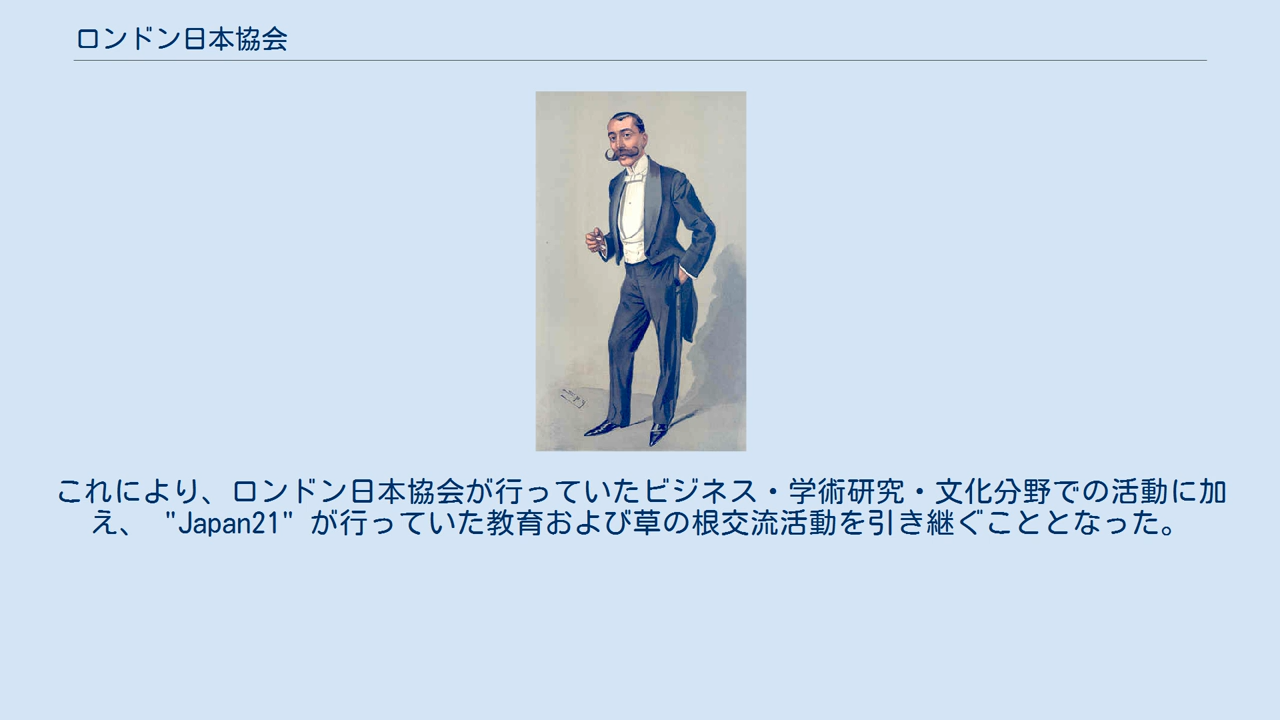 ロンドン日本協会
これにより、ロンドン日本協会が行っていたビジネス・学術研究・文化分野での活動に加
え、 "Japan21" が行っていた教育および草の根交流活動を引き継ぐこととなった。